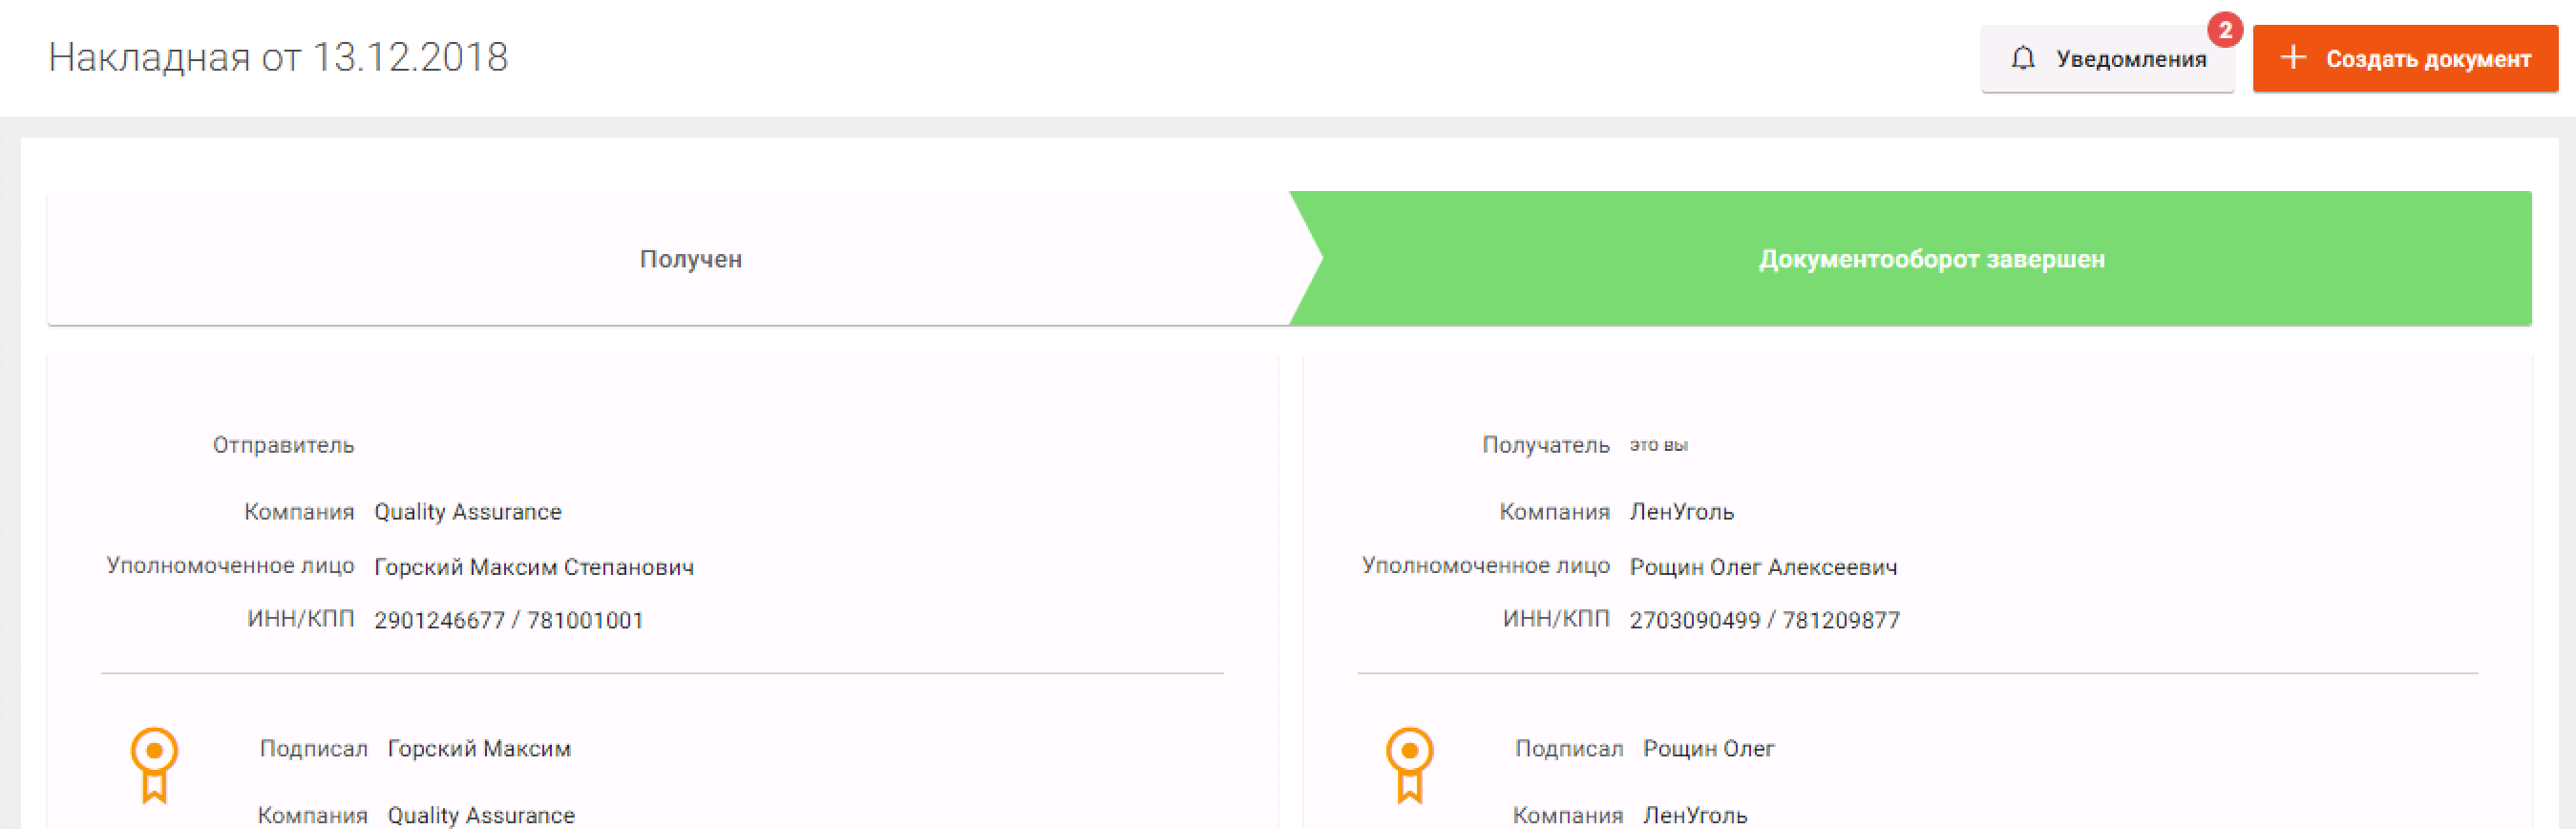 Накладная от 13.12.2018
Уведомления
2
Создать документ
Получен
Документооборот завершен
Отправитель
Компания Quality Assurance
Уполномоченное лицо Горский Максим Степанович
ИНН/КПП 2901246677 / 781001001
Подписал Горский Максим
Компания Quality Assurance
Получатель это вы
Компания ЛенУголь
Уполномоченное лицо Рощин Олег Алексеевич
ИНН/КПП 2703090499 / 781209877
Подписал Рощин Олег
Компания ЛенУголь